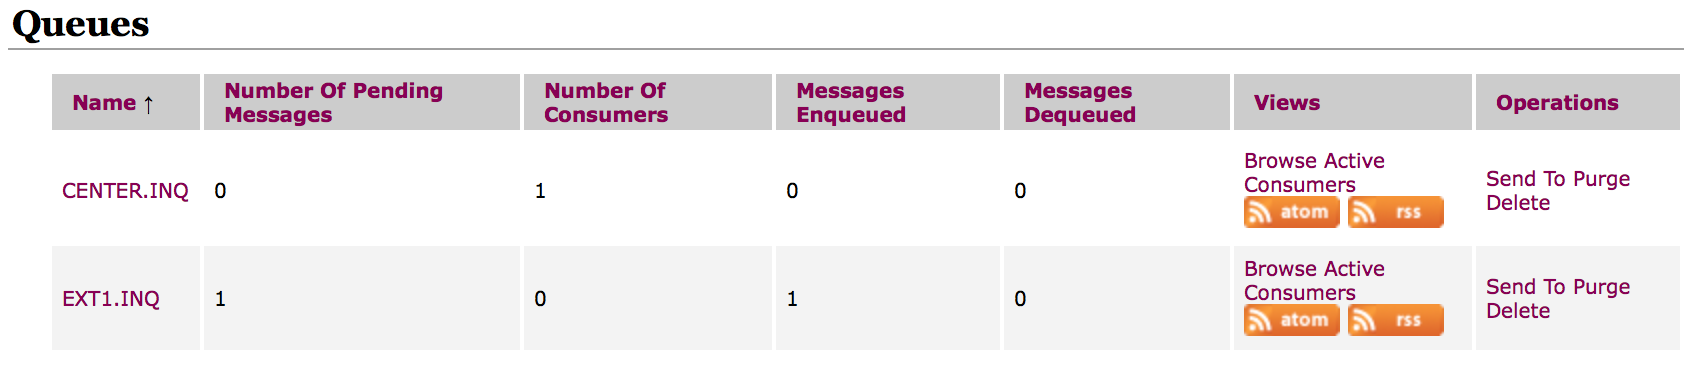 Queues
Name ↑ Number Of Pending Messages Number Of Consumers Messages Enqueued Messages Dequeued Views Operations
CENTER.INQ 0 1 0 0 Browse Active Consumers atom rss Send To Purge Delete
EXT1.INQ 1 0 1 0 Browse Active Consumers atom rss Send To Purge Delete